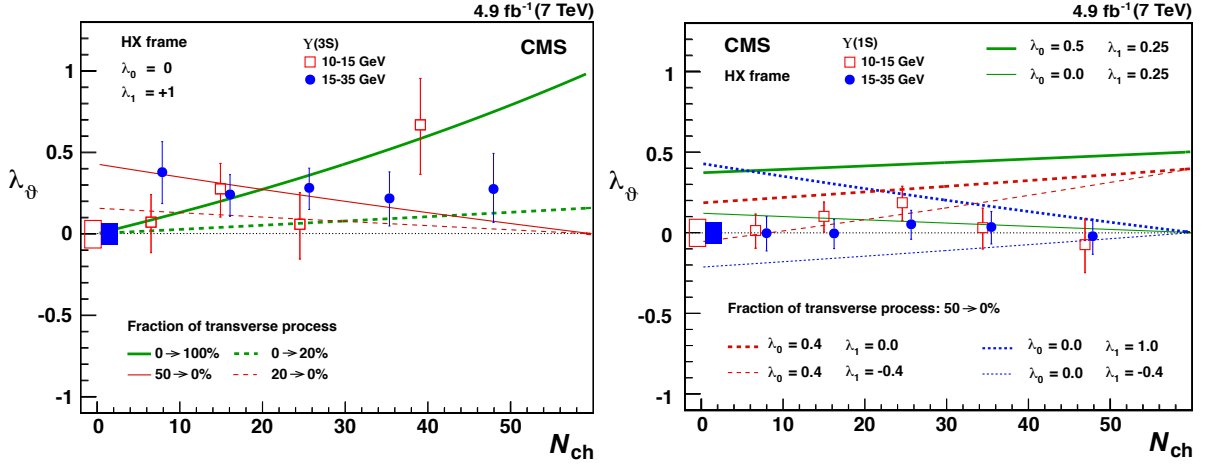 4.9 fb⁻¹(7 TeV)
HX frame
λ₀ = 0
λ₁ = +1
ϒ(3S)
10-15 GeV
15-35 GeV
CMS
1
0.5
0
-0.5
-1
λ_ϑ
Fraction of transverse process
0→100%
0→20%
50→0%
20→0%
0 10 20 30 40 50
N_ch
4.9 fb⁻¹(7 TeV)
CMS
HX frame
ϒ(1S)
10-15 GeV
15-35 GeV
λ₀ = 0.5 λ₁ = 0.25
λ₀ = 0.0 λ₁ = 0.25
1
0.5
0
-0.5
-1
λ_ϑ
Fraction of transverse process: 50→0%
λ₀ = 0.4 λ₁ = 0.0
λ₀ = 0.4 λ₁ = -0.4
λ₀ = 0.0 λ₁ = 1.0
λ₀ = 0.0 λ₁ = -0.4
0 10 20 30 40 50
N_ch